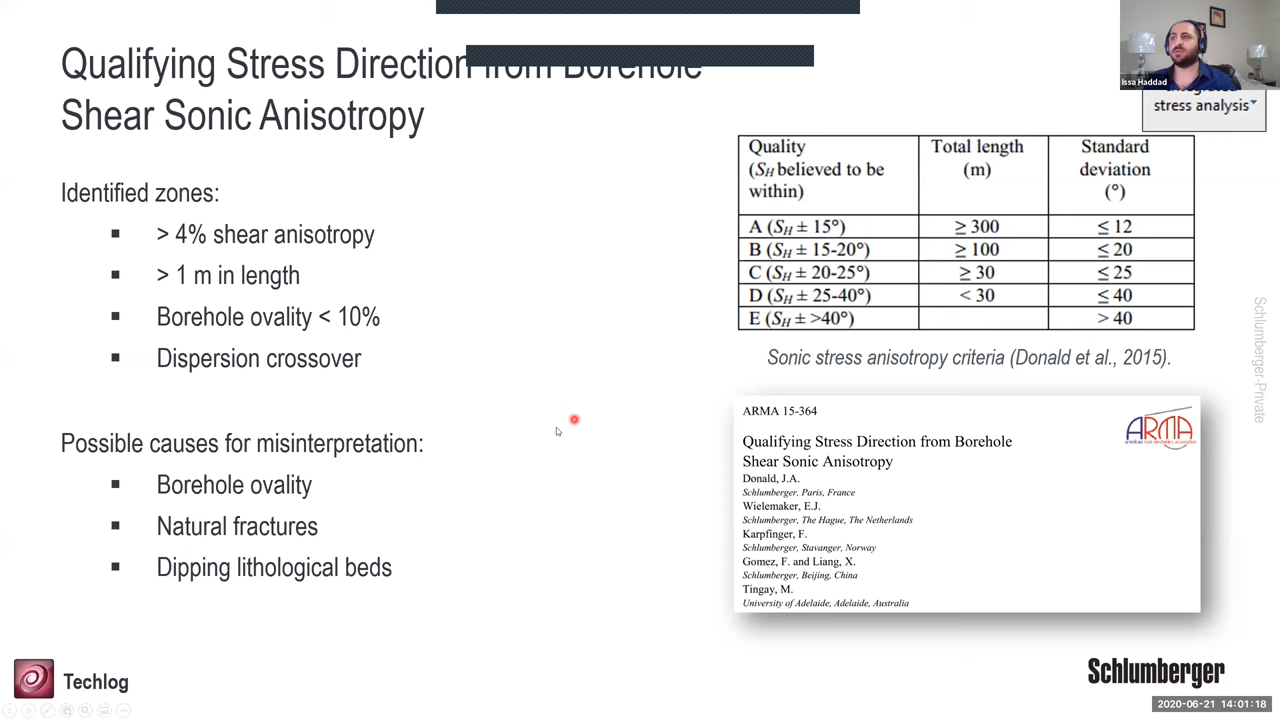 Qualifying Stress Direction from Borehole
Shear Sonic Anisotropy
Issa Haddad
stress analysis
Identified zones:
> 4% shear anisotropy
> 1 m in length
Borehole ovality < 10%
Dispersion crossover
Possible causes for misinterpretation:
Borehole ovality
Natural fractures
Dipping lithological beds
Quality (SH believed to be within) Total length (m) Standard deviation (°)
A (SH ± 15°) ≥ 300 ≤ 12
B (SH ± 15-20°) ≥ 100 ≤ 20
C (SH ± 20-25°) ≥ 30 ≤ 25
D (SH ± 25-40°) < 30 ≤ 40
E (SH ± >40°) > 40
Sonic stress anisotropy criteria (Donald et al., 2015).
ARMA 15-364
ARMA
Qualifying Stress Direction from Borehole
Shear Sonic Anisotropy
Donald, J.A.
Schlumberger, Paris, France
Wielemaker, E.J.
Schlumberger, The Hague, The Netherlands
Karpfinger, F.
Schlumberger, Stavanger, Norway
Gomez, F. and Liang, X.
Schlumberger, Beijing, China
Tingay, M.
University of Adelaide, Adelaide, Australia
Schlumberger-Private
Techlog
Schlumberger
2020-06-21 14:01:18